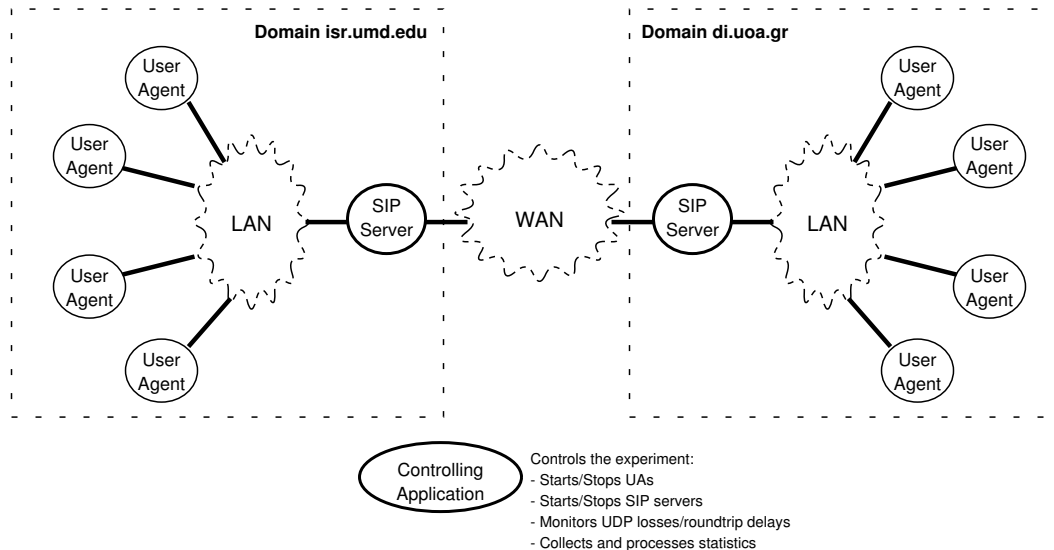 Domain isr.umd.edu
User
Agent
User
Agent
LAN
User
Agent
User
Agent
SIP
Server
WAN
Domain di.uoa.gr
SIP
Server
LAN
User
Agent
User
Agent
User
Agent
User
Agent
Controlling
Application
Controls the experiment:
- Starts/Stops UAs
- Starts/Stops SIP servers
- Monitors UDP losses/roundtrip delays
- Collects and processes statistics